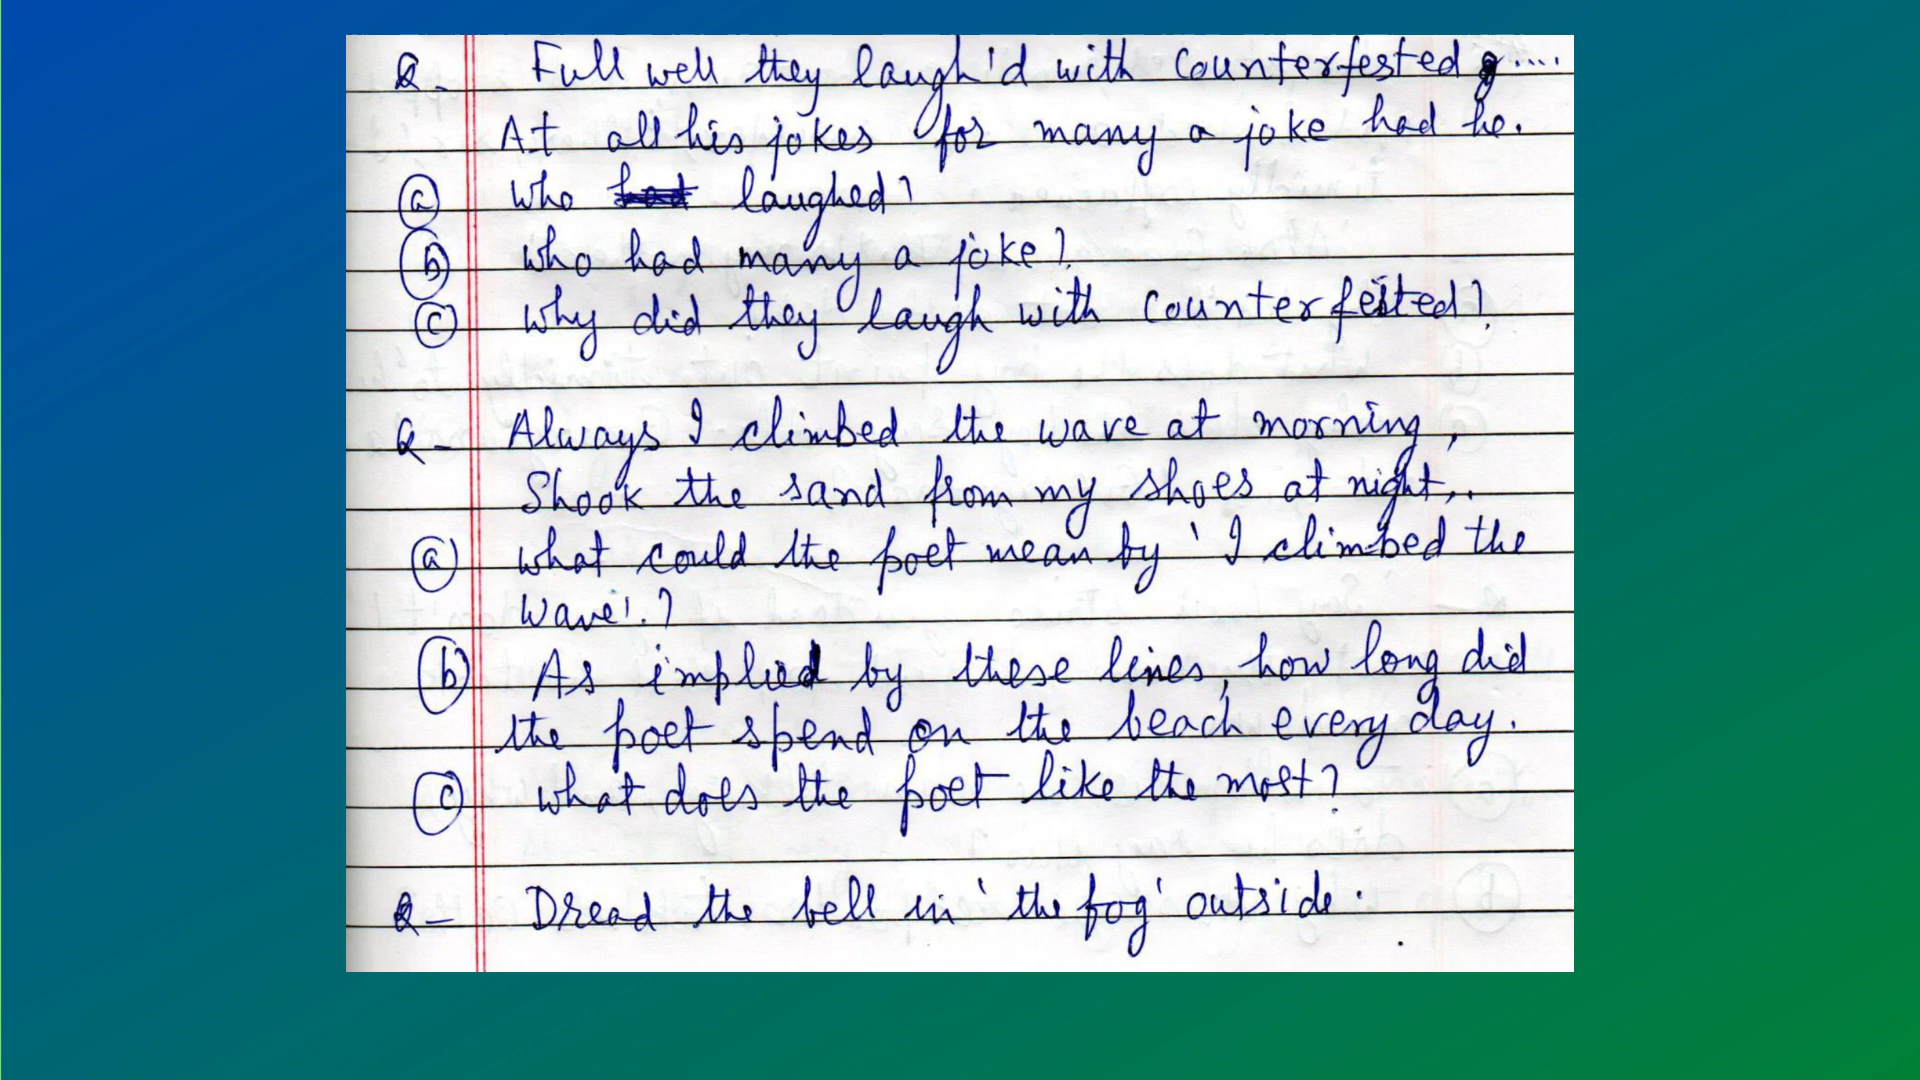 Q- Full well they laugh'd with Counterfested g....
At all his jokes for many a joke had he.
(a) Who laughed?
(b) who had many a joke?
(c) why did they laugh with Counterfeited?
Q- Always I climbed the wave at morning,
Shook the sand from my shoes at night,.
(a) what could the poet mean by 'I climbed the
wave'.?
(b) As implied by these lines, how long did
the poet spend on the beach every day.
(c) what does the poet like the most?
Q- Dread the bell in 'the fog' outside.